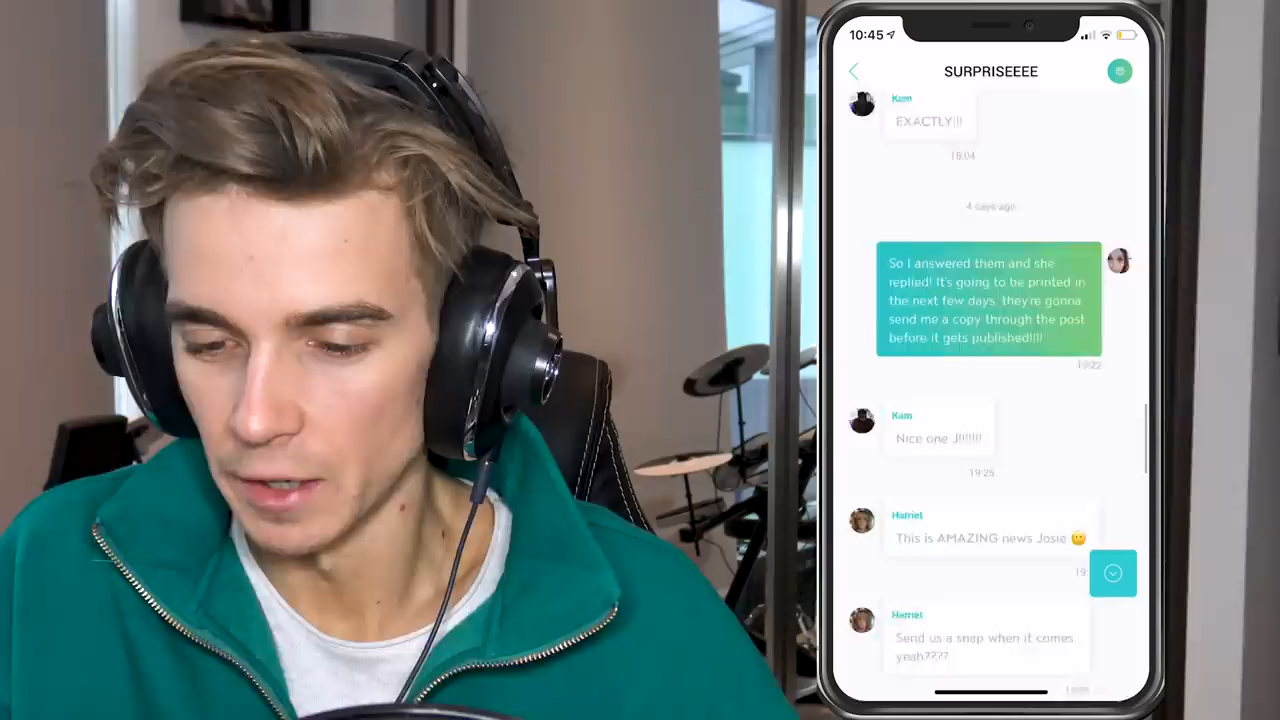 10:45
SURPRISEEEE
Kam
EXACTLY!!!
18:04
4 days ago
So I answered them and she
replied! It's going to be printed in
the next few days, they're gonna
send me a copy through the post
before it gets published!!!!
19:22
Kam
Nice one J!!!!!!!
19:25
Harriet
This is AMAZING news Josie 🙂
19:
Harriet
Send us a snap when it comes
yeah????